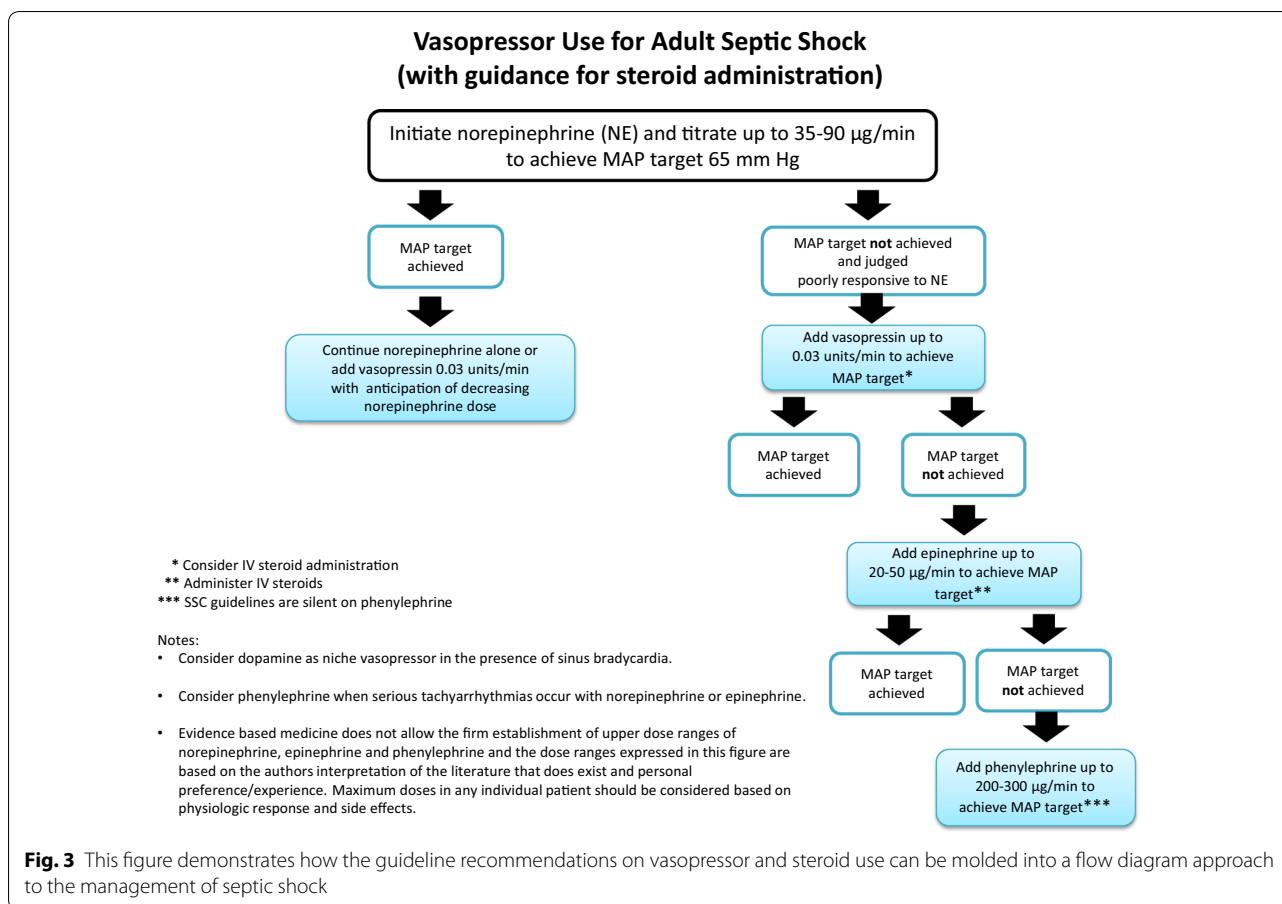 Vasopressor Use for Adult Septic Shock
(with guidance for steroid administration)
Initiate norepinephrine (NE) and titrate up to 35-90 μg/min
to achieve MAP target 65 mm Hg
MAP target
achieved
MAP target not achieved
and judged
poorly responsive to NE
Continue norepinephrine alone or
add vasopressin 0.03 units/min
with anticipation of decreasing
norepinephrine dose
Add vasopressin up to
0.03 units/min to achieve
MAP target*
MAP target
achieved
MAP target
not achieved
Add epinephrine up to
20-50 μg/min to achieve MAP
target**
MAP target
achieved
MAP target
not achieved
Add phenylephrine up to
200-300 μg/min to
achieve MAP target***
* Consider IV steroid administration
** Administer IV steroids
*** SSC guidelines are silent on phenylephrine
Notes:
• Consider dopamine as niche vasopressor in the presence of sinus bradycardia.
• Consider phenylephrine when serious tachyarrhythmias occur with norepinephrine or epinephrine.
• Evidence based medicine does not allow the firm establishment of upper dose ranges of
norepinephrine, epinephrine and phenylephrine and the dose ranges expressed in this figure are
based on the authors interpretation of the literature that does exist and personal
preference/experience. Maximum doses in any individual patient should be considered based on
physiologic response and side effects.
Fig. 3 This figure demonstrates how the guideline recommendations on vasopressor and steroid use can be molded into a flow diagram approach
to the management of septic shock